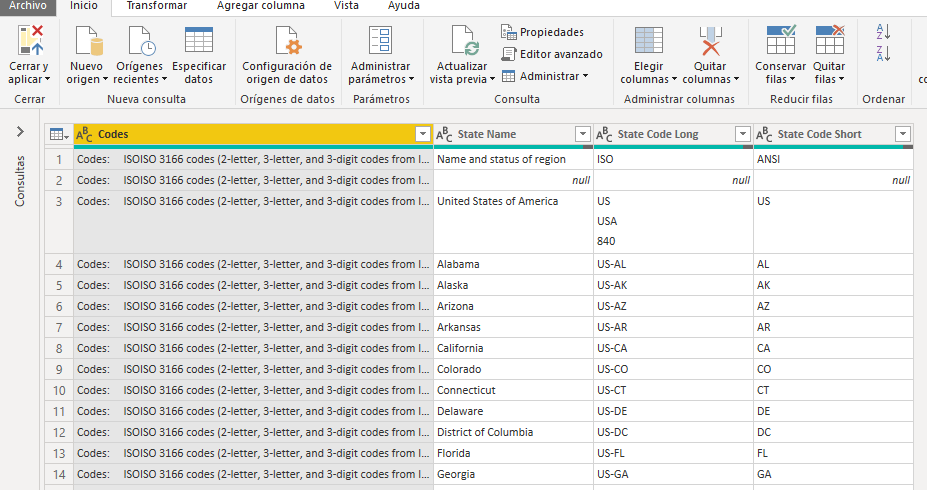 Archivo Inicio Transformar Agregar columna Vista Ayuda
Cerrar y aplicar
Nuevo origen
Orígenes recientes
Especificar datos
Configuración de origen de datos
Administrar parámetros
Actualizar vista previa
Propiedades
Editor avanzado
Administrar
Elegir columnas
Quitar columnas
Conservar filas
Quitar filas
A
Z
Z
A
Cerrar Nueva consulta Orígenes de datos Parámetros Consulta Administrar columnas Reducir filas Ordenar
Consultas
ABC Codes ABC State Name ABC State Code Long ABC State Code Short
1 Codes: ISOISO 3166 codes (2-letter, 3-letter, and 3-digit codes from I... Name and status of region ISO ANSI
2 Codes: ISOISO 3166 codes (2-letter, 3-letter, and 3-digit codes from I... null null null
3 Codes: ISOISO 3166 codes (2-letter, 3-letter, and 3-digit codes from I... United States of America US US
USA
840
4 Codes: ISOISO 3166 codes (2-letter, 3-letter, and 3-digit codes from I... Alabama US-AL AL
5 Codes: ISOISO 3166 codes (2-letter, 3-letter, and 3-digit codes from I... Alaska US-AK AK
6 Codes: ISOISO 3166 codes (2-letter, 3-letter, and 3-digit codes from I... Arizona US-AZ AZ
7 Codes: ISOISO 3166 codes (2-letter, 3-letter, and 3-digit codes from I... Arkansas US-AR AR
8 Codes: ISOISO 3166 codes (2-letter, 3-letter, and 3-digit codes from I... California US-CA CA
9 Codes: ISOISO 3166 codes (2-letter, 3-letter, and 3-digit codes from I... Colorado US-CO CO
10 Codes: ISOISO 3166 codes (2-letter, 3-letter, and 3-digit codes from I... Connecticut US-CT CT
11 Codes: ISOISO 3166 codes (2-letter, 3-letter, and 3-digit codes from I... Delaware US-DE DE
12 Codes: ISOISO 3166 codes (2-letter, 3-letter, and 3-digit codes from I... District of Columbia US-DC DC
13 Codes: ISOISO 3166 codes (2-letter, 3-letter, and 3-digit codes from I... Florida US-FL FL
14 Codes: ISOISO 3166 codes (2-letter, 3-letter, and 3-digit codes from I... Georgia US-GA GA